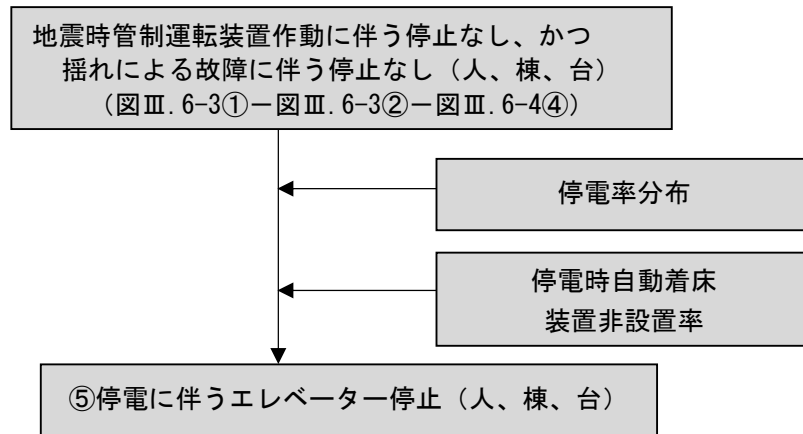 地震時管制運転装置作動に伴う停止なし、かつ
揺れによる故障に伴う停止なし（人、棟、台）
（図Ⅲ.6-3①－図Ⅲ.6-3②－図Ⅲ.6-4④）
停電率分布
停電時自動着床
装置非設置率
⑤停電に伴うエレベーター停止（人、棟、台）